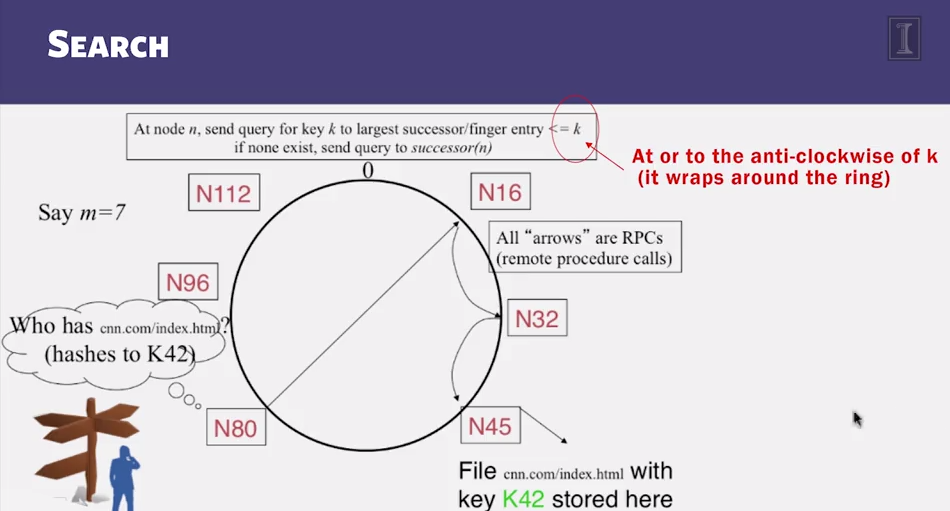 SEARCH
At node n, send query for key k to largest successor/finger entry <= k
if none exist, send query to successor(n)
At or to the anti-clockwise of k
(it wraps around the ring)
0
N112
N16
Say m=7
All “arrows” are RPCs
(remote procedure calls)
N96
N32
Who has cnn.com/index.html?
(hashes to K42)
N80
N45
File cnn.com/index.html with
key K42 stored here